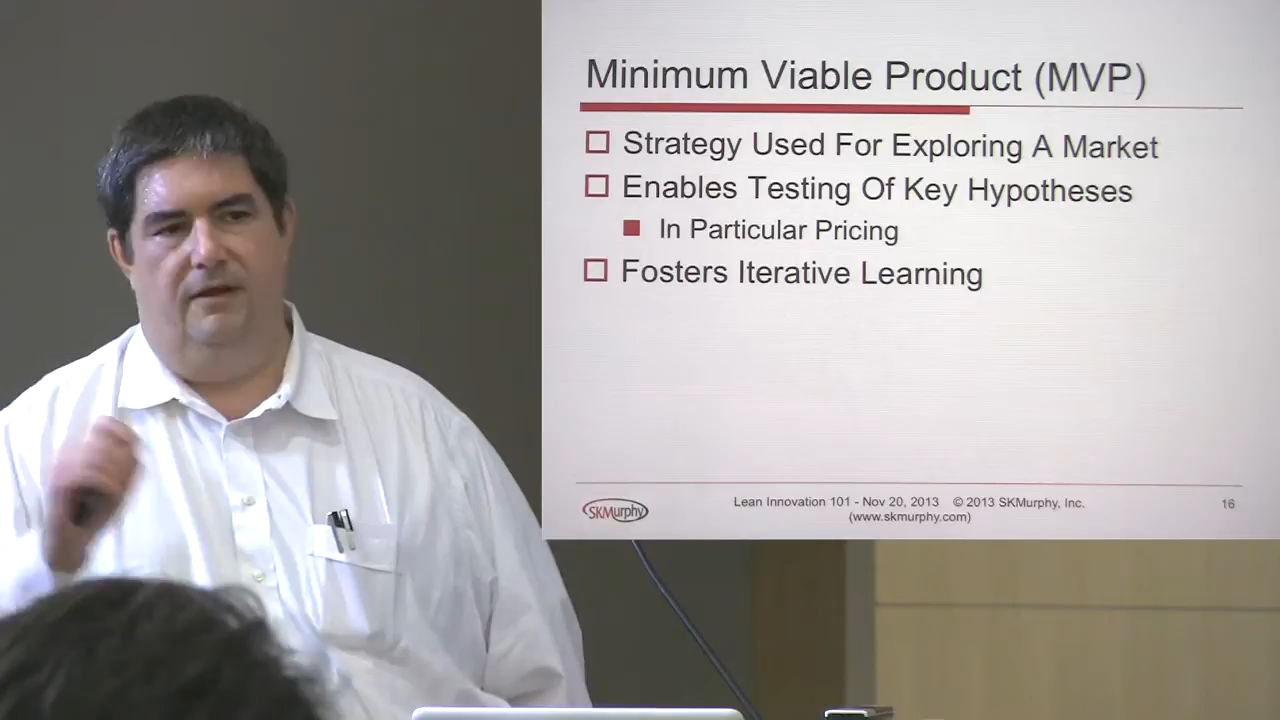 Minimum Viable Product (MVP)
Strategy Used For Exploring A Market
Enables Testing Of Key Hypotheses
In Particular Pricing
Fosters Iterative Learning
SKMurphy
Lean Innovation 101 - Nov 20, 2013 © 2013 SKMurphy, Inc.
(www.skmurphy.com)
16